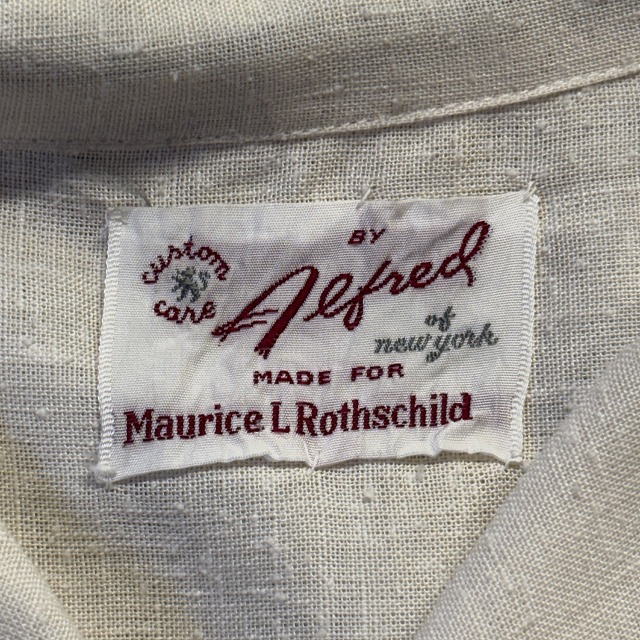 custom
care
BY
Alfred
of
new york
MADE FOR
Maurice L Rothschild